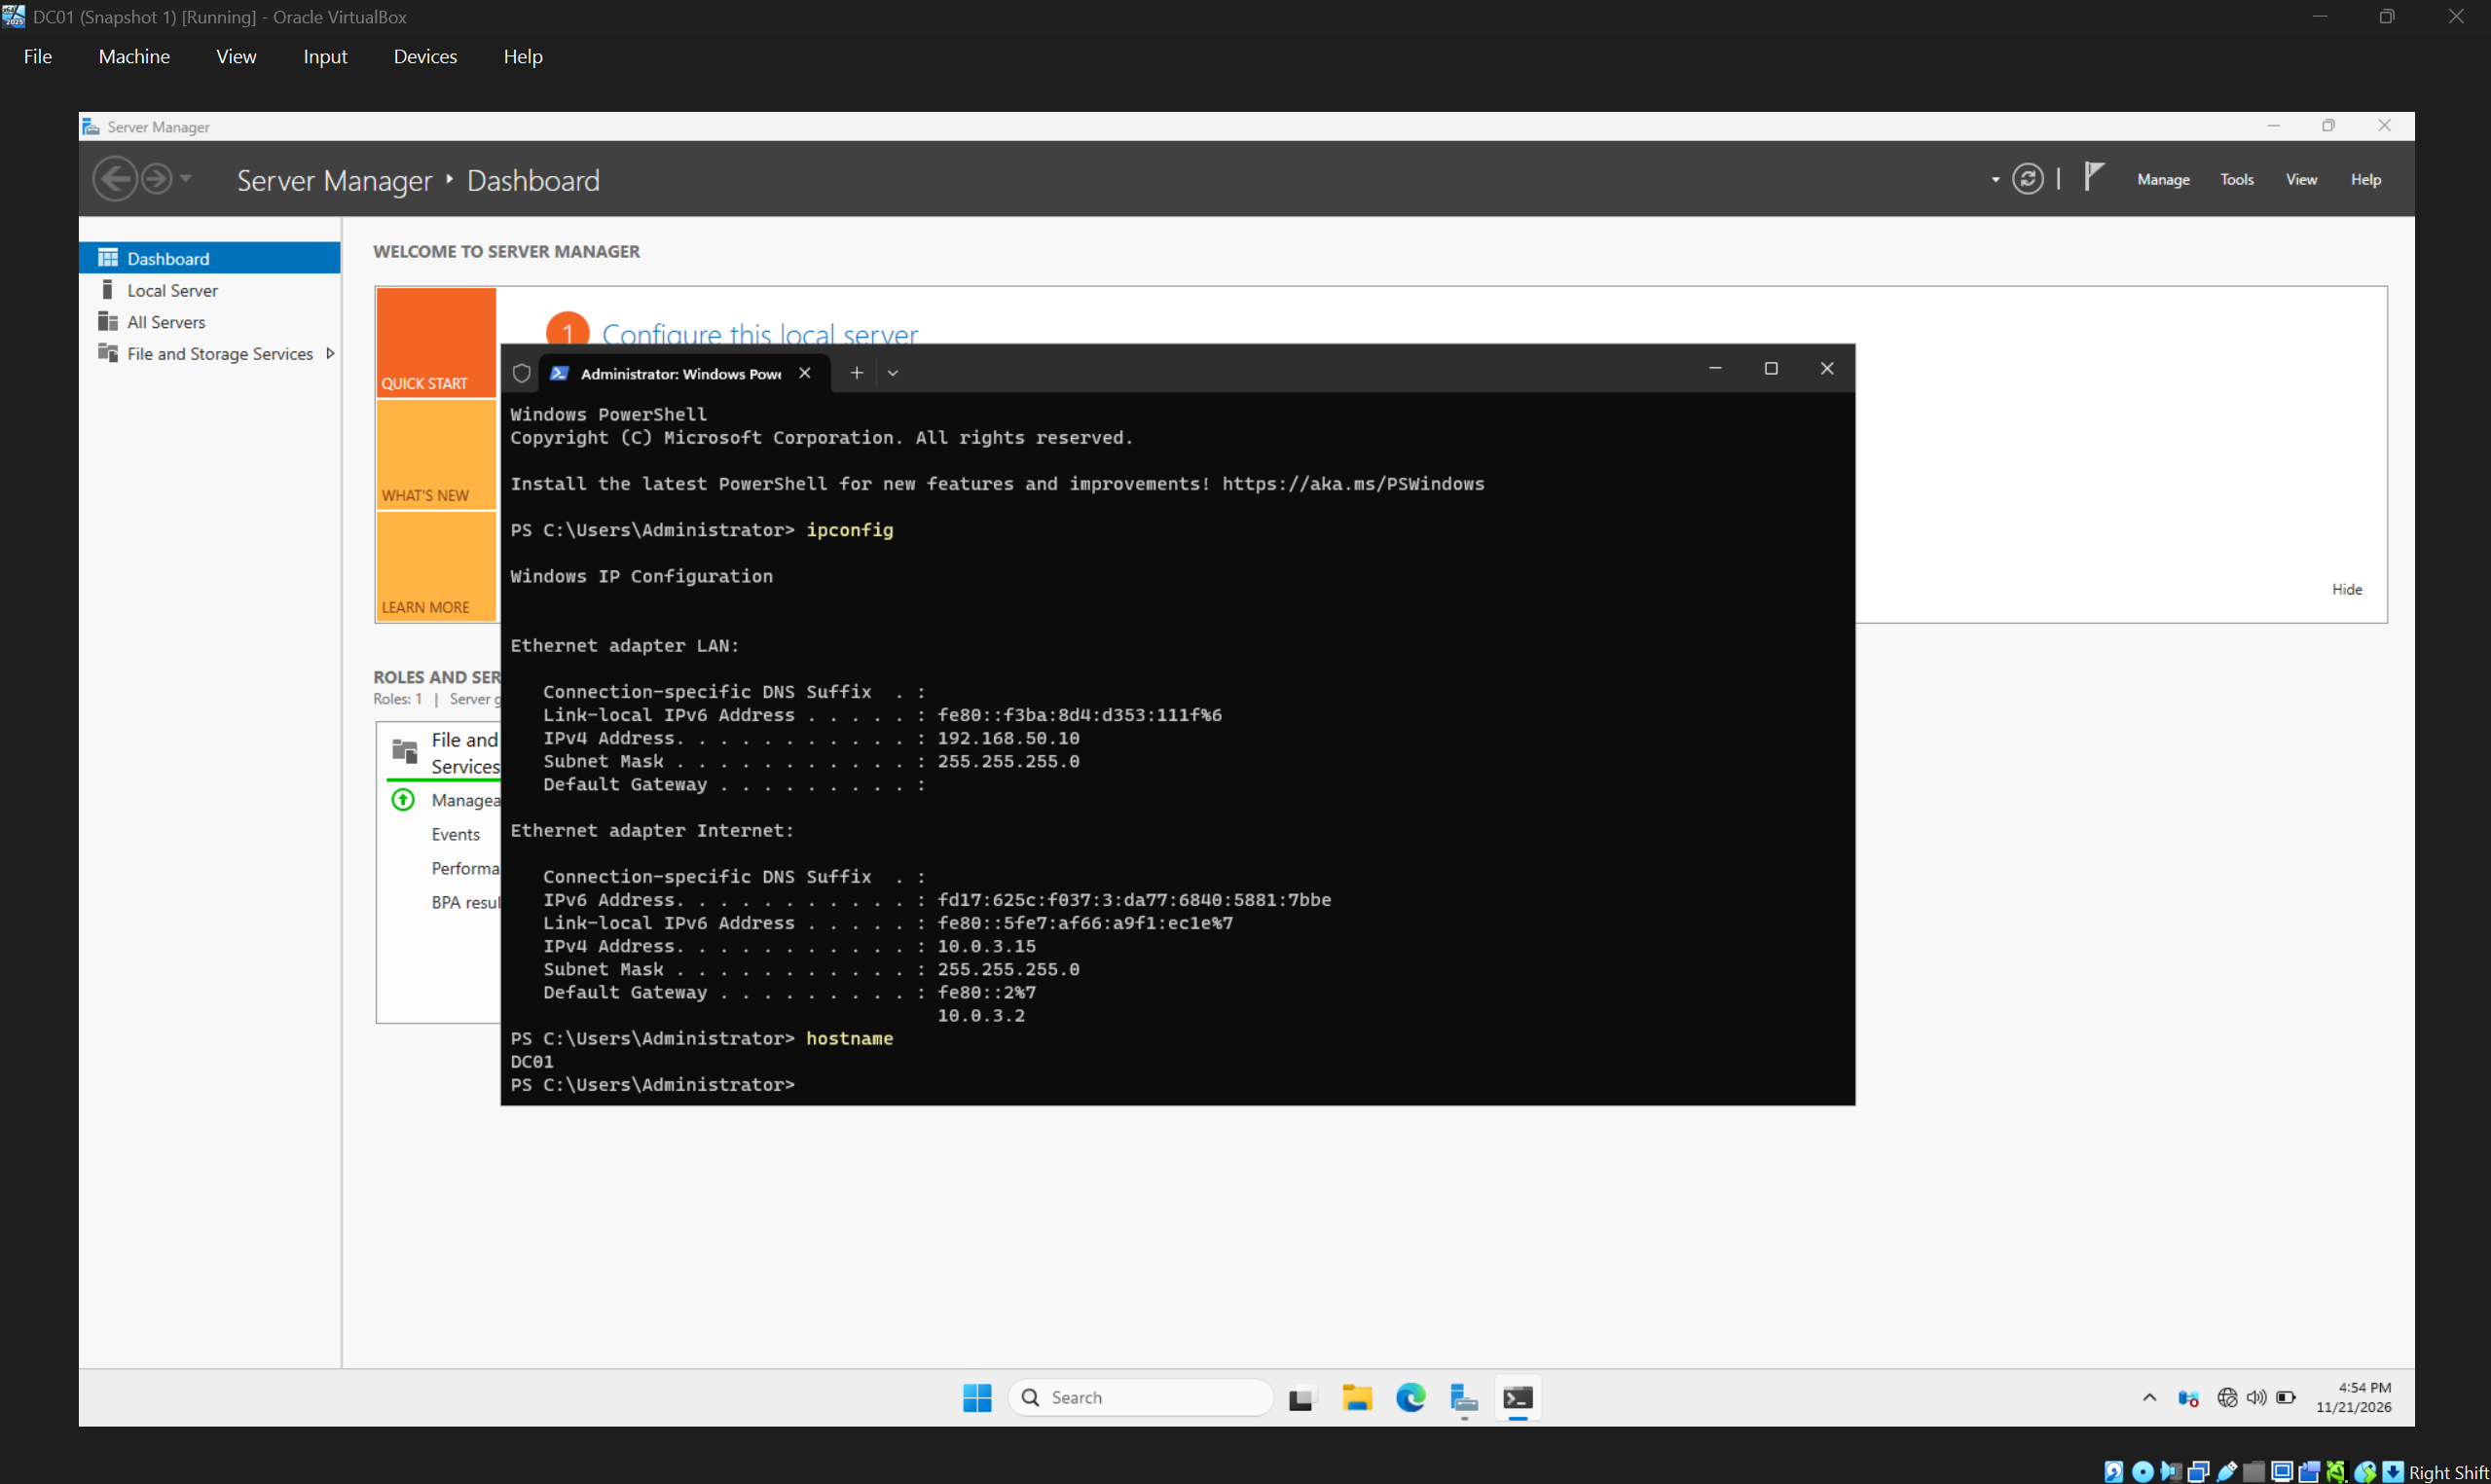 DC01 (Snapshot 1) [Running] - Oracle VirtualBox
File Machine View Input Devices Help
Server Manager
Server Manager ‣ Dashboard
Manage Tools View Help
Dashboard
Local Server
All Servers
File and Storage Services
WELCOME TO SERVER MANAGER
1 Configure this local server
QUICK START
WHAT'S NEW
LEARN MORE
Hide
ROLES AND SER
Roles: 1 | Server g
File and
Services
Managea
Events
Performa
BPA resul
Administrator: Windows Powe
Windows PowerShell
Copyright (C) Microsoft Corporation. All rights reserved.
Install the latest PowerShell for new features and improvements! https://aka.ms/PSWindows
PS C:\Users\Administrator> ipconfig
Windows IP Configuration
Ethernet adapter LAN:
Connection-specific DNS Suffix  . :
Link-local IPv6 Address . . . . . : fe80::f3ba:8d4:d353:111f%6
IPv4 Address. . . . . . . . . . . : 192.168.50.10
Subnet Mask . . . . . . . . . . . : 255.255.255.0
Default Gateway . . . . . . . . . :
Ethernet adapter Internet:
Connection-specific DNS Suffix  . :
IPv6 Address. . . . . . . . . . . : fd17:625c:f037:3:da77:6840:5881:7bbe
Link-local IPv6 Address . . . . . : fe80::5fe7:af66:a9f1:ec1e%7
IPv4 Address. . . . . . . . . . . : 10.0.3.15
Subnet Mask . . . . . . . . . . . : 255.255.255.0
Default Gateway . . . . . . . . . : fe80::2%7
10.0.3.2
PS C:\Users\Administrator> hostname
DC01
PS C:\Users\Administrator>
Search
4:54 PM
11/21/2026
Right Shift